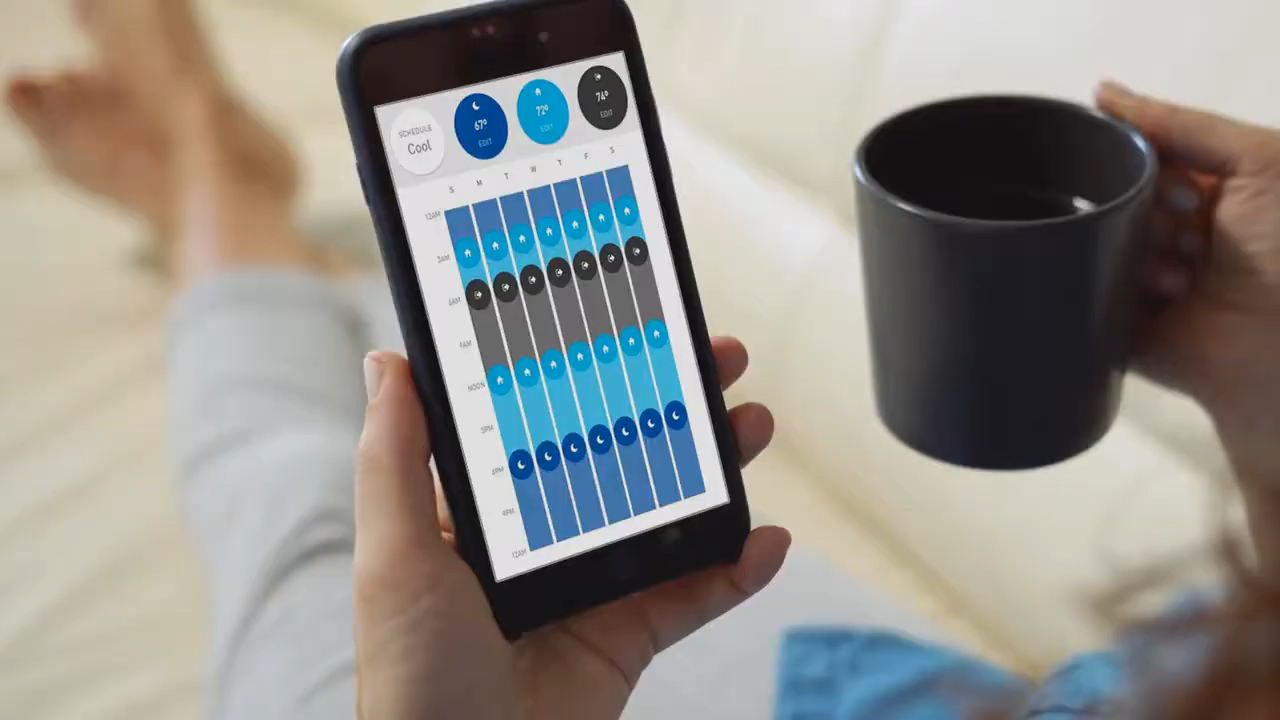 SCHEDULE
Cool
67°
EDIT
72°
EDIT
74°
EDIT
S M T W T F S
12AM
3AM
6AM
9AM
NOON
3PM
6PM
9PM
12AM